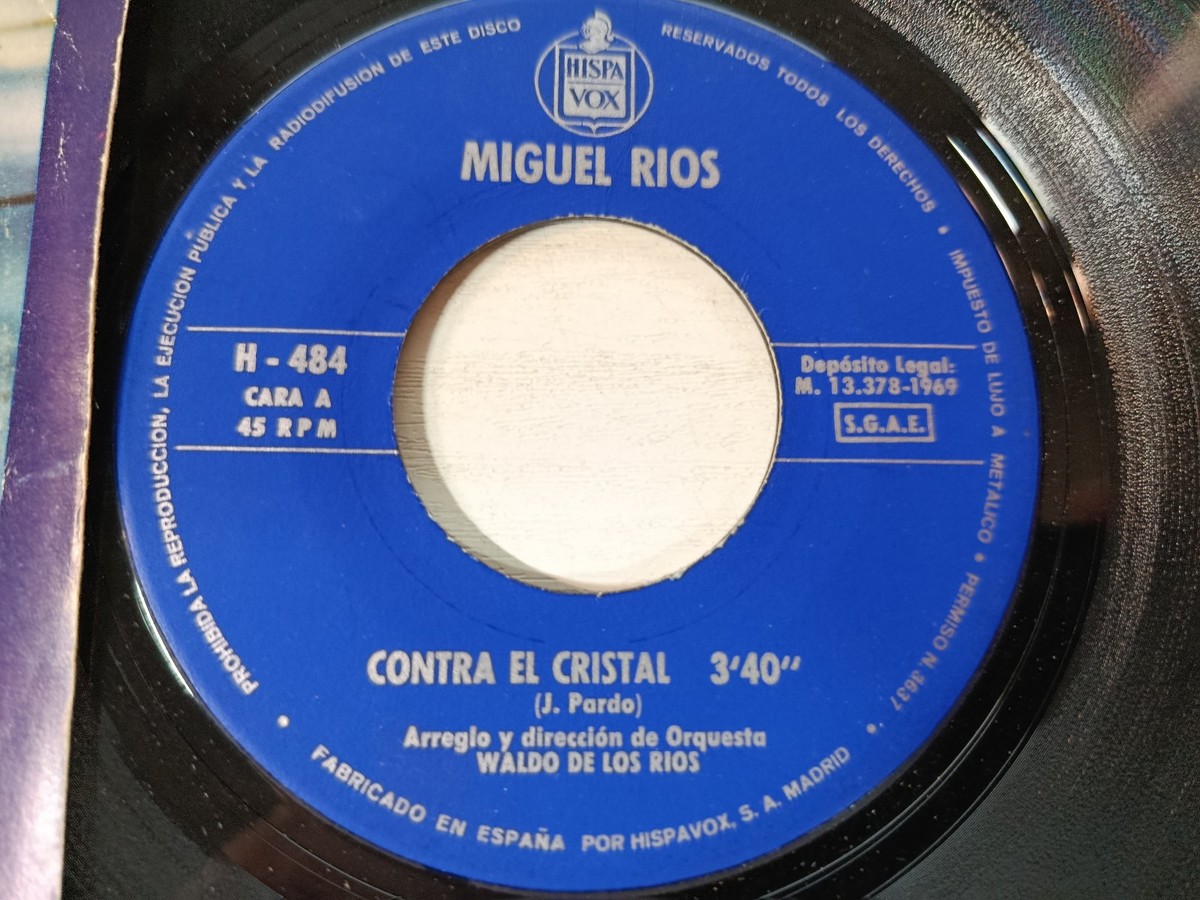 PROHIBIDA LA REPRODUCCION, LA EJECUCION PUBLICA Y LA RADIODIFUSION DE ESTE DISCO
RESERVADOS TODOS LOS DERECHOS • IMPUESTO DE LUJO A METALICO • PERMISO N. 3637 •
HISPA
VOX
MIGUEL RIOS
H - 484
CARA A
45 RPM
Depósito Legal:
M. 13.378-1969
S.G.A.E.
CONTRA EL CRISTAL 3'40"
(J. Pardo)
Arreglo y dirección de Orquesta
WALDO DE LOS RIOS
• FABRICADO EN ESPAÑA POR HISPAVOX, S. A. MADRID